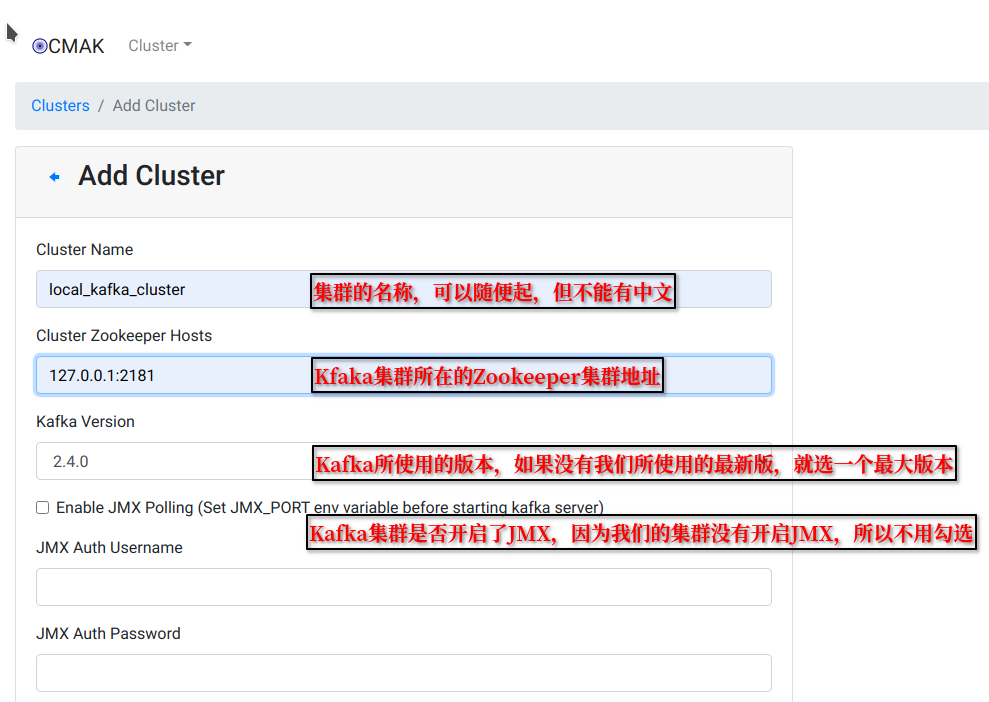 CMAK Cluster
Clusters / Add Cluster
Add Cluster
Cluster Name
local_kafka_cluster 集群的名称，可以随便起，但不能有中文
Cluster Zookeeper Hosts
127.0.0.1:2181 Kfaka集群所在的Zookeeper集群地址
Kafka Version
2.4.0 Kafka所使用的版本，如果没有我们所使用的最新版，就选一个最大版本
Enable JMX Polling (Set JMX_PORT env variable before starting kafka server)
Kafka集群是否开启了JMX，因为我们的集群没有开启JMX，所以不用勾选
JMX Auth Username
JMX Auth Password